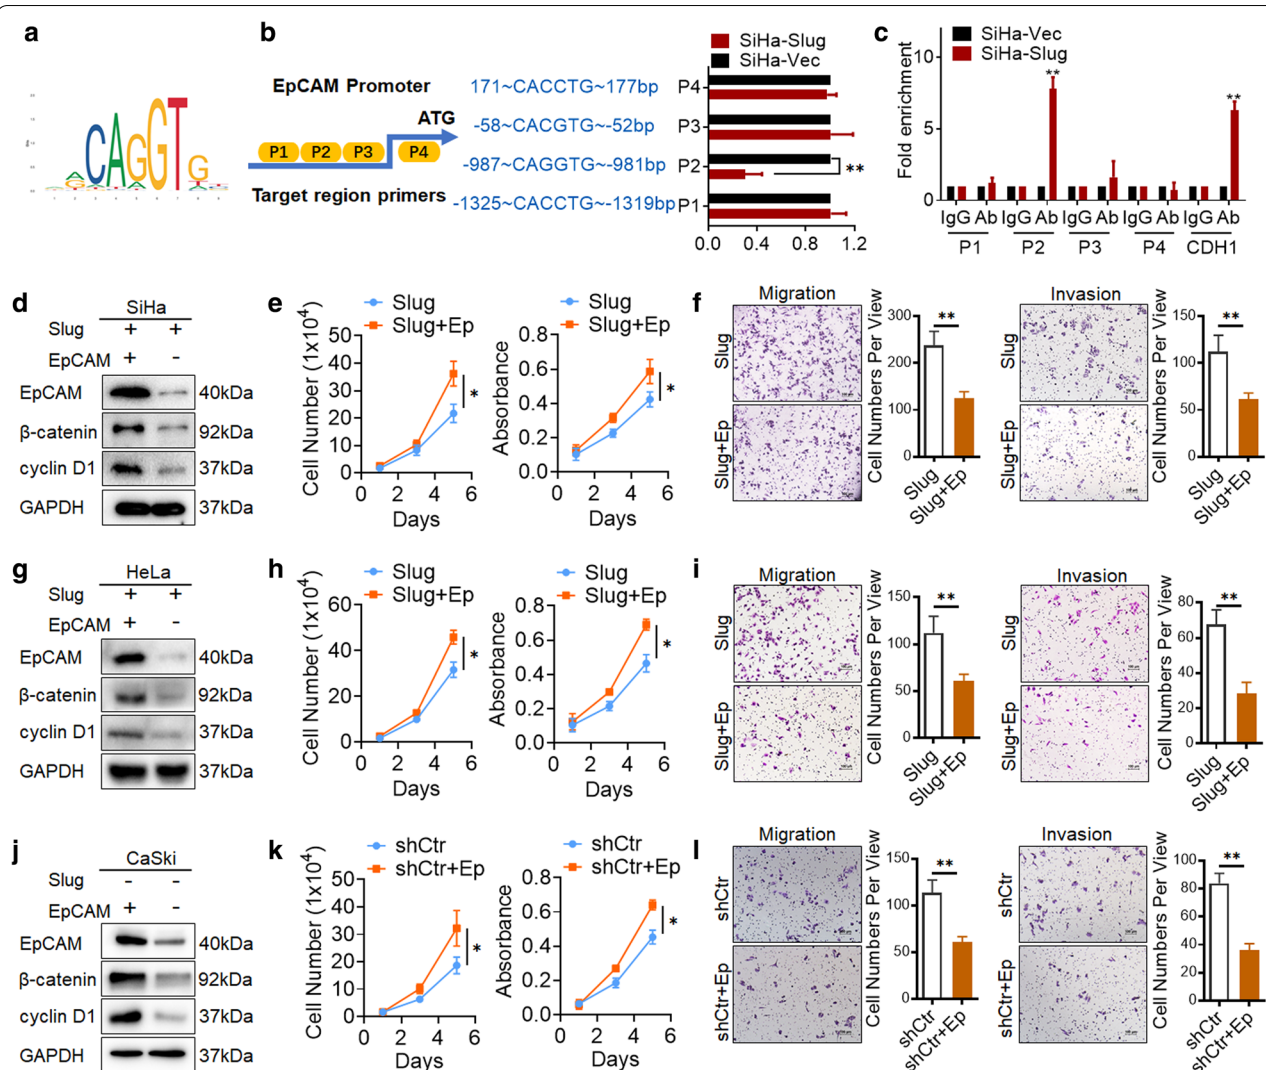 a
b
c
CAGGTG
EpCAM Promoter
ATG
P1 P2 P3 P4
Target region primers
171~CACCTG~177bp
-58~CACGTG~-52bp
-987~CAGGTG~-981bp
-1325~CACCTG~-1319bp
SiHa-Slug
SiHa-Vec
P4
P3
P2
P1
**
0.0 0.4 0.8 1.2
SiHa-Vec
SiHa-Slug
Fold enrichment
10
5
0
** **
IgG Ab IgG Ab IgG Ab IgG Ab IgG Ab
P1 P2 P3 P4 CDH1
d
SiHa
Slug + +
EpCAM + -
EpCAM 40kDa
β-catenin 92kDa
cyclin D1 37kDa
GAPDH 37kDa
e
Slug
Slug+Ep
Cell Number (1x10⁴)
50
40
30
20
10
0
0 2 4 6
Days
*
Slug
Slug+Ep
Absorbance
0.8
0.6
0.4
0.2
0.0
0 2 4 6
Days
*
f
Migration
Slug
Slug+Ep
Cell Numbers Per View
300
200
100
0
**
Slug
Slug+Ep
Invasion
Slug
Slug+Ep
Cell Numbers Per View
150
100
50
0
**
Slug
Slug+Ep
g
HeLa
Slug + +
EpCAM + -
EpCAM 40kDa
β-catenin 92kDa
cyclin D1 37kDa
GAPDH 37kDa
h
Slug
Slug+Ep
Cell Number (1x10⁴)
60
40
20
0
0 2 4 6
Days
*
Slug
Slug+Ep
Absorbance
0.8
0.6
0.4
0.2
0.0
0 2 4 6
Days
*
i
Migration
Slug
Slug+Ep
Cell Numbers Per View
150
100
50
0
**
Slug
Slug+Ep
Invasion
Slug
Slug+Ep
Cell Numbers Per View
80
60
40
20
0
**
Slug
Slug+Ep
j
CaSki
Slug - -
EpCAM + -
EpCAM 40kDa
β-catenin 92kDa
cyclin D1 37kDa
GAPDH 37kDa
k
shCtr
shCtr+Ep
Cell Number (1x10⁴)
50
40
30
20
10
0
0 2 4 6
Days
*
shCtr
shCtr+Ep
Absorbance
0.8
0.6
0.4
0.2
0.0
0 2 4 6
Days
*
l
Migration
shCtr
shCtr+Ep
Cell Numbers Per View
150
100
50
0
**
shCtr
shCtr+Ep
Invasion
shCtr
shCtr+Ep
Cell Numbers Per View
100
80
60
40
20
0
**
shCtr
shCtr+Ep